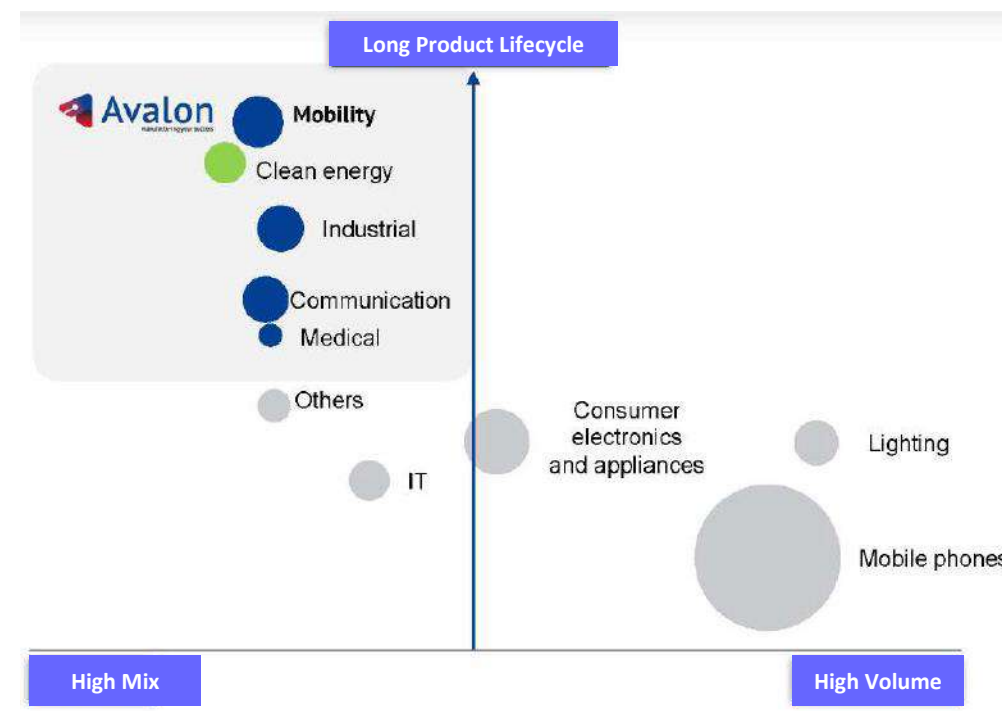 Long Product Lifecycle
Avalon
Mobility
Clean energy
Industrial
Communication
Medical
Others
Consumer
electronics
and appliances
Lighting
IT
Mobile phones
High Mix
High Volume